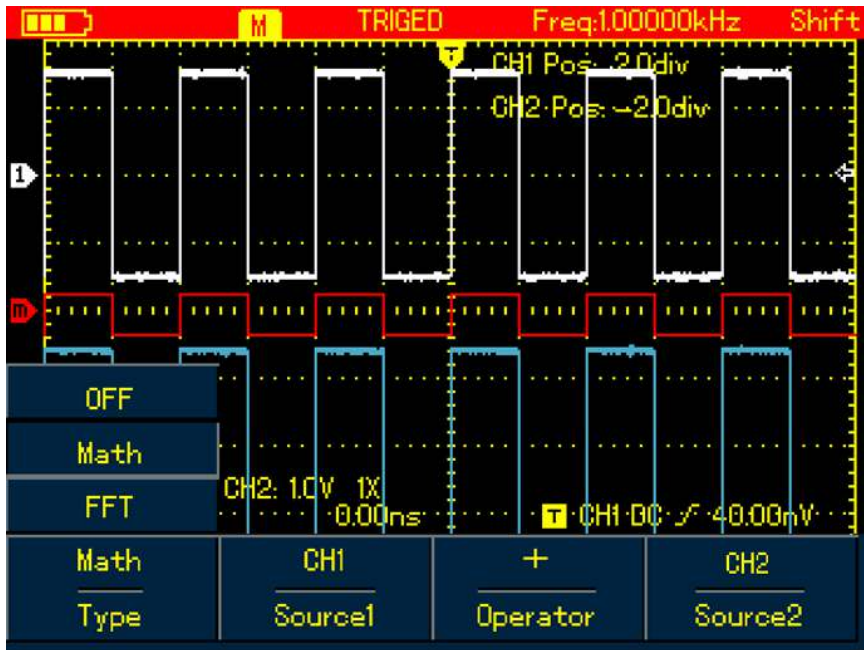 M TRIGED Freq:1.00000kHz Shift
T
CH1 Pos: 2.0div
CH2 Pos: -2.0div
1
m
OFF
Math
FFT
CH2: 1.0V 1X
0.00ns T CH1 DC 40.00mV
Math CH1 + CH2
Type Source1 Operator Source2